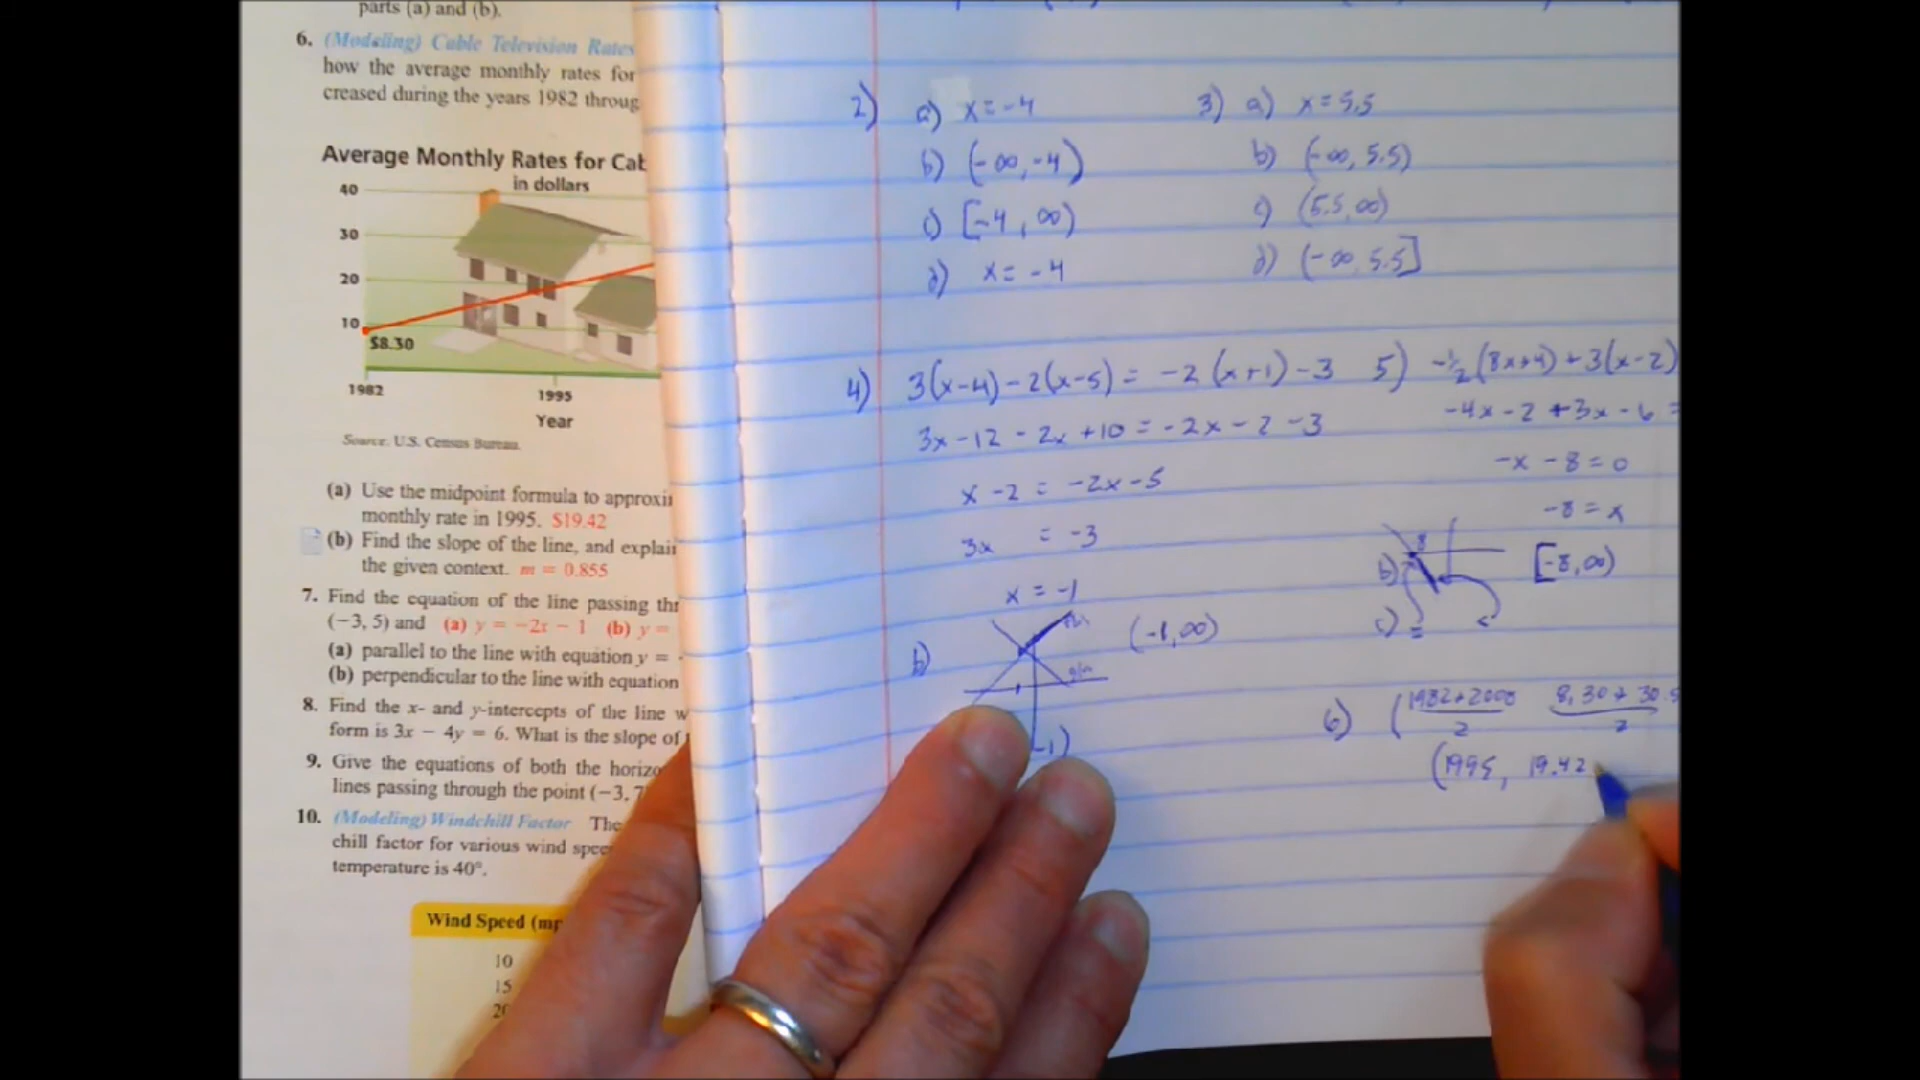 parts (a) and (b).
6. (Modeling) Cable Television Rates
how the average monthly rates for
creased during the years 1982 throug
Average Monthly Rates for Cab
in dollars
40
30
20
10
$8.30
1982
1995
Year
Source: U.S. Census Bureau.
(a) Use the midpoint formula to approxi
monthly rate in 1995. $19.42
(b) Find the slope of the line, and explai
the given context. m = 0.855
7. Find the equation of the line passing thr
(−3, 5) and (a) y = −2x − 1 (b) y =
(a) parallel to the line with equation y =
(b) perpendicular to the line with equation
8. Find the x- and y-intercepts of the line w
form is 3x − 4y = 6. What is the slope of
9. Give the equations of both the horizo
lines passing through the point (−3, 7
10. (Modeling) Windchill Factor The
chill factor for various wind spee
temperature is 40°.
Wind Speed (mp
10
15
20
2) a) x = -4
b) (-∞, -4)
c) [-4, ∞)
d) x = -4
3) a) x = 5.5
b) (-∞, 5.5)
c) (5.5, ∞)
d) (-∞, 5.5]
4) 3(x-4) - 2(x-5) = -2(x+1) - 3
3x - 12 - 2x + 10 = -2x - 2 - 3
x - 2 = -2x - 5
3x = -3
x = -1
b) (-1, ∞)
-1)
5) -½(8x+4) + 3(x-2)
-4x - 2 + 3x - 6 =
-x - 8 = 0
-8 = x
b) 8 [-8, ∞)
c)
6) (1982+2008/2 8.30+30.5/2
(1995, 19.42